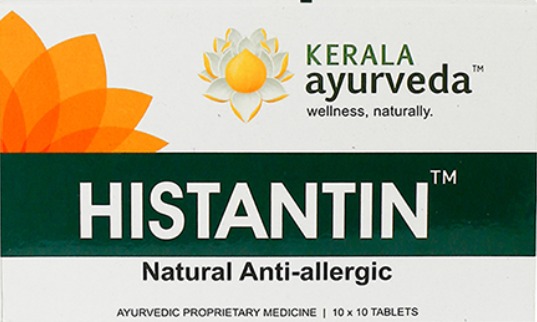 KERALA
ayurveda™
wellness, naturally.
HISTANTIN™
Natural Anti-allergic
AYURVEDIC PROPRIETARY MEDICINE | 10 x 10 TABLETS